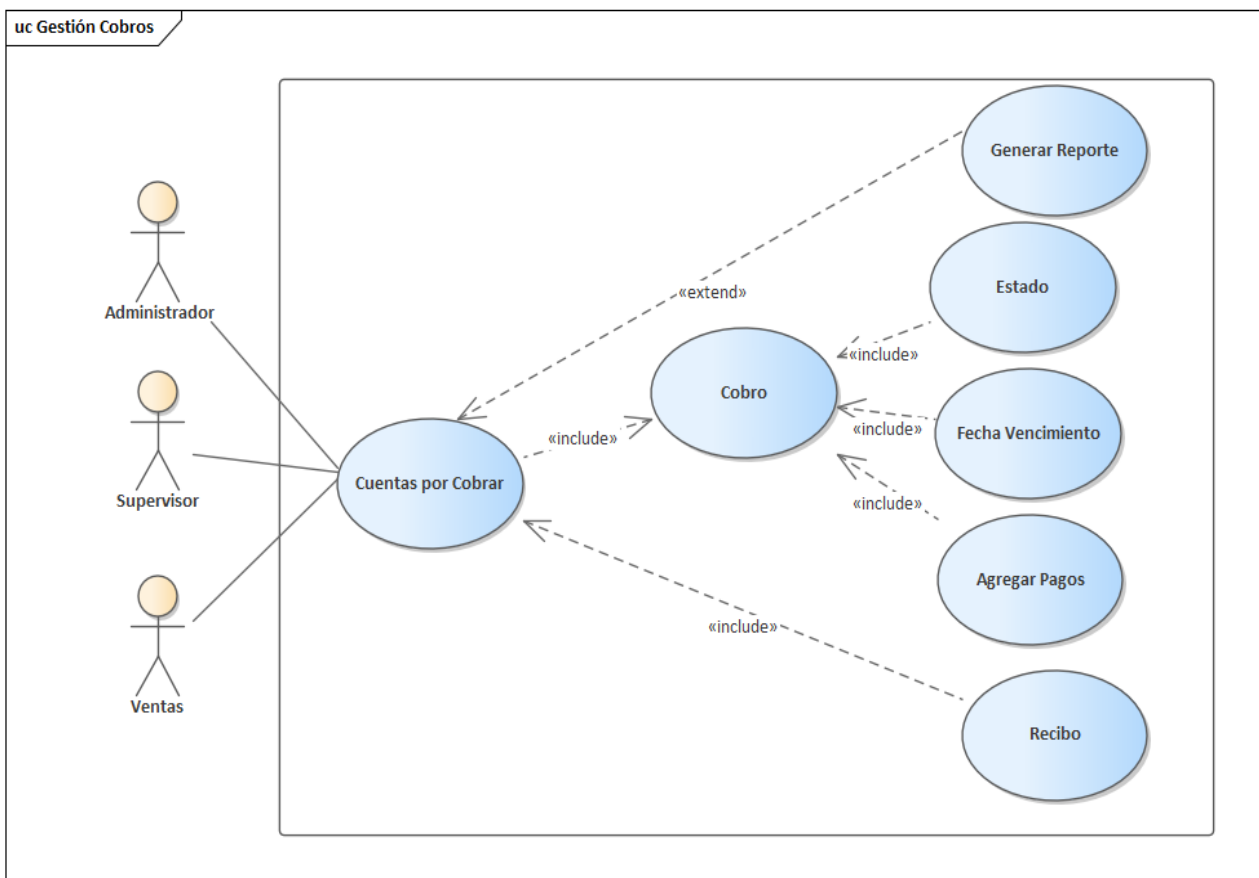 uc Gestión Cobros
Generar Reporte
Administrador
Estado
«extend»
«include»
Cobro
Fecha Vencimiento
«include»
«include»
Supervisor
Cuentas por Cobrar
«include»
Agregar Pagos
«include»
Ventas
Recibo